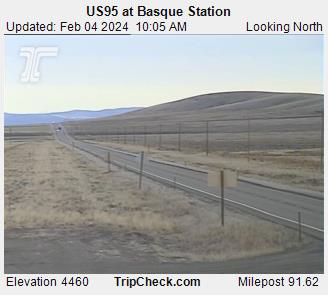 US95 at Basque Station
Updated: Feb 04 2024 10:05 AM Looking North
Elevation 4460 TripCheck.com Milepost 91.62